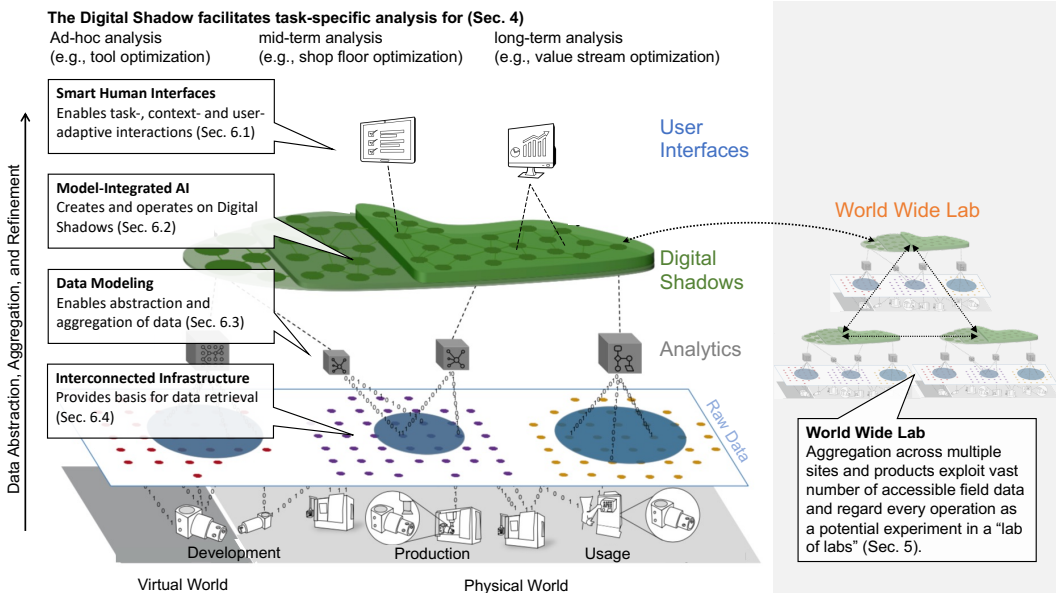 The Digital Shadow facilitates task-specific analysis for (Sec. 4)
Ad-hoc analysis
(e.g., tool optimization)
mid-term analysis
(e.g., shop floor optimization)
long-term analysis
(e.g., value stream optimization)
Data Abstraction, Aggregation, and Refinement
Smart Human Interfaces
Enables task-, context- and user-
adaptive interactions (Sec. 6.1)
User
Interfaces
Model-Integrated AI
Creates and operates on Digital
Shadows (Sec. 6.2)
Digital
Shadows
Data Modeling
Enables abstraction and
aggregation of data (Sec. 6.3)
Analytics
Interconnected Infrastructure
Provides basis for data retrieval
(Sec. 6.4)
Raw Data
Development
Production
Usage
Virtual World
Physical World
World Wide Lab
World Wide Lab
Aggregation across multiple
sites and products exploit vast
number of accessible field data
and regard every operation as
a potential experiment in a “lab
of labs” (Sec. 5).